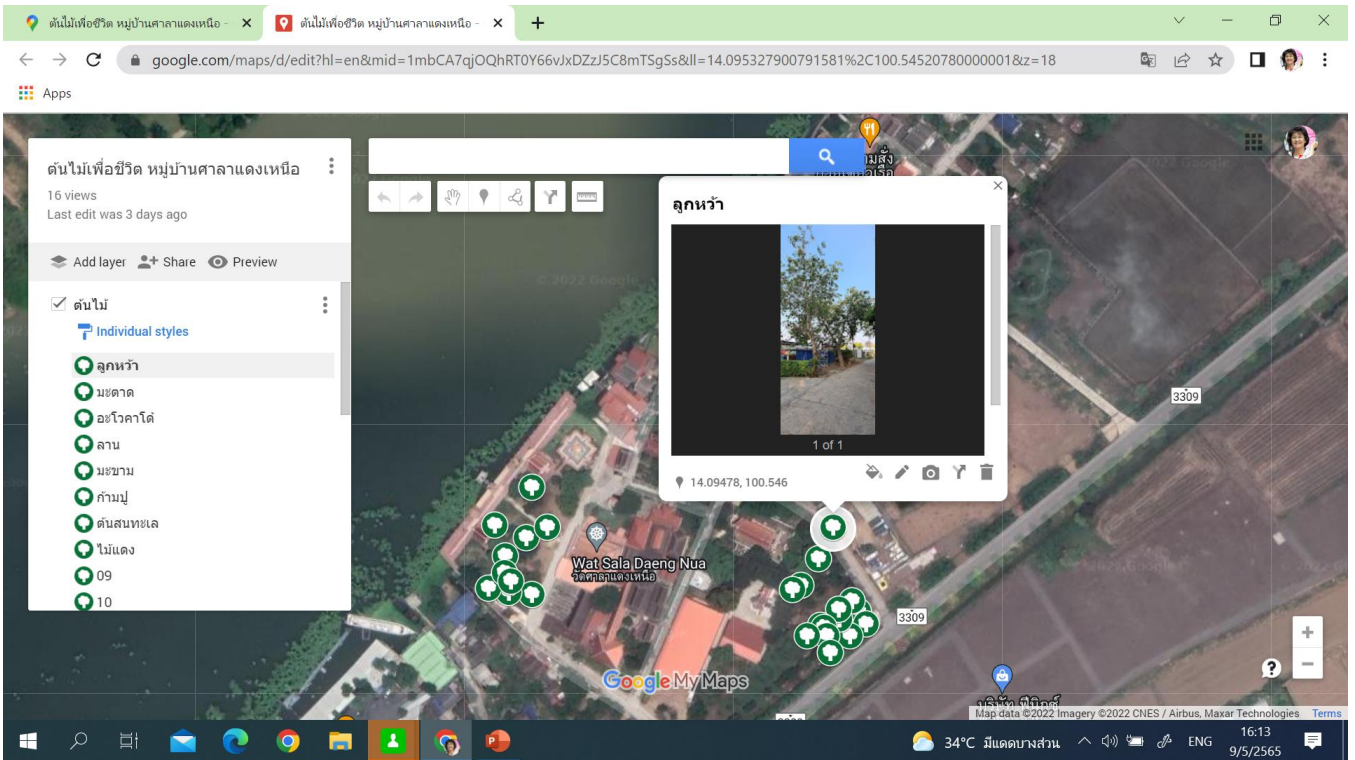 ต้นไม้เพื่อชีวิต หมู่บ้านศาลาแดงเหนือ -
ต้นไม้เพื่อชีวิต หมู่บ้านศาลาแดงเหนือ -
google.com/maps/d/edit?hl=en&mid=1mbCA7qjOQhRT0Y66vJxDZzJ5C8mTSgSs&ll=14.095327900791581%2C100.54520780000001&z=18
Apps
ต้นไม้เพื่อชีวิต หมู่บ้านศาลาแดงเหนือ
16 views
Last edit was 3 days ago
Add layer Share Preview
ต้นไม้
Individual styles
ลูกหว้า
มะตาด
อะโวคาโด่
ลาน
มะขาม
ก้ามปู
ต้นสนทะเล
ไม้แดง
09
10
ลูกหว้า
1 of 1
14.09478, 100.546
3309
©2022 Google
Wat Sala Daeng Nua
วัดศาลาแดงเหนือ
3309
Google My Maps
บริษัท ฟีนิกซ์
Map data ©2022 Imagery ©2022 CNES / Airbus, Maxar Technologies Terms
34°C มีแดดบางส่วน
ENG
16:13
9/5/2565